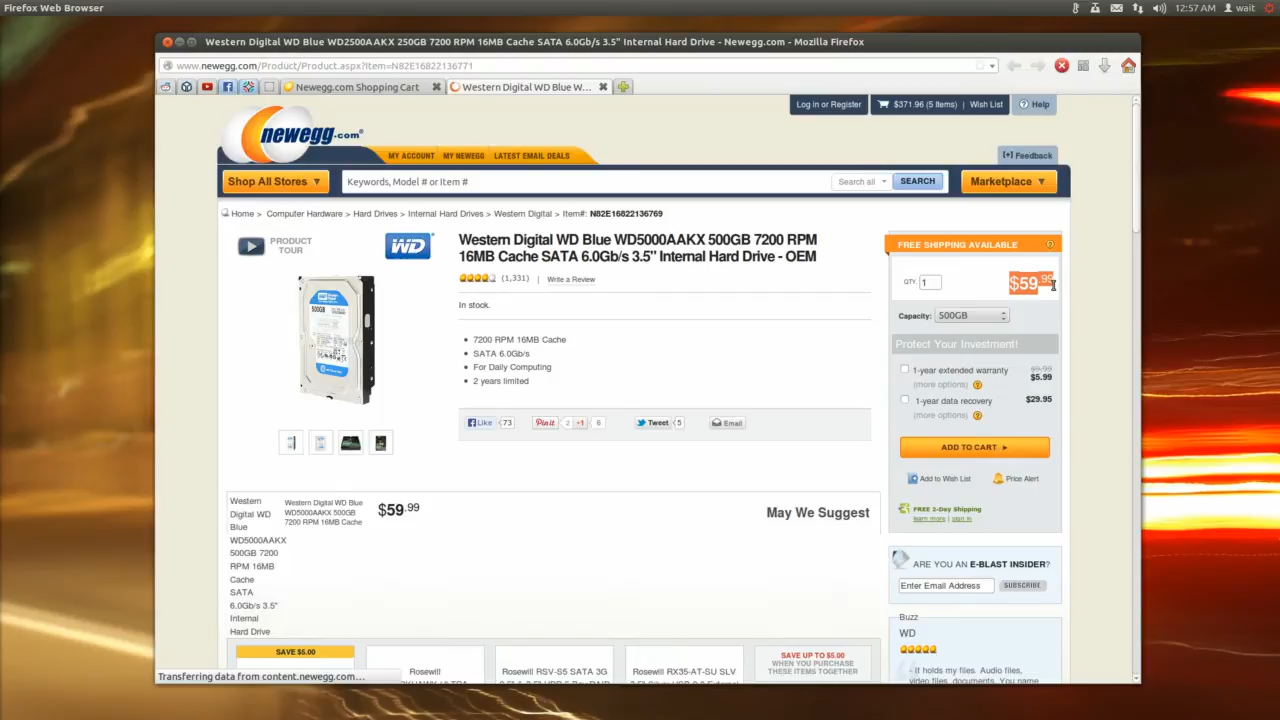 Firefox Web Browser
12:57 AM wait
Western Digital WD Blue WD2500AAKX 250GB 7200 RPM 16MB Cache SATA 6.0Gb/s 3.5" Internal Hard Drive - Newegg.com - Mozilla Firefox
www.newegg.com/Product/Product.aspx?Item=N82E16822136771
Newegg.com Shopping Cart
Western Digital WD Blue W...
Log in or Register
$371.96 (5 Items) | Wish List
Help
newegg.com
MY ACCOUNT MY NEWEGG LATEST EMAIL DEALS
[+] Feedback
Shop All Stores ▼
Keywords, Model # or Item #
Search all
SEARCH
Marketplace ▼
Home > Computer Hardware > Hard Drives > Internal Hard Drives > Western Digital > Item#: N82E16822136769
PRODUCT
TOUR
WD
Western Digital WD Blue WD5000AAKX 500GB 7200 RPM
16MB Cache SATA 6.0Gb/s 3.5" Internal Hard Drive - OEM
(1,331) | Write a Review
In stock.
7200 RPM 16MB Cache
SATA 6.0Gb/s
For Daily Computing
2 years limited
Like 73
Pin it 2 +1 6
Tweet 5
Email
500GB
FREE SHIPPING AVAILABLE
QTY. 1
$59.99
Capacity: 500GB
Protect Your Investment!
1-year extended warranty $9.99
$5.99
(more options)
1-year data recovery $29.95
(more options)
ADD TO CART ►
Add to Wish List
Price Alert
FREE 2-Day Shipping
learn more | sign in
Western
Digital WD
Blue
WD5000AAKX
500GB 7200
RPM 16MB
Cache
SATA
6.0Gb/s 3.5"
Internal
Hard Drive
Western Digital WD Blue
WD5000AAKX 500GB
7200 RPM 16MB Cache
$59.99
May We Suggest
ARE YOU AN E-BLAST INSIDER?
Enter Email Address
SUBSCRIBE
Buzz
WD
- It holds my files. Audio files,
video files, documents. You name
SAVE $5.00
Rosewill
Rosewill RSV-S5 SATA 3G
Rosewill RX35-AT-SU SLV
SAVE UP TO $5.00
WHEN YOU PURCHASE
THESE ITEMS TOGETHER
Transferring data from content.newegg.com...